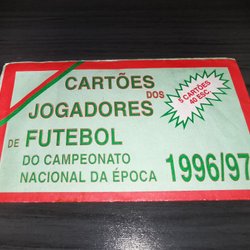 CARTÕES
DOS
JOGADORES
DE FUTEBOL
DO CAMPEONATO
NACIONAL DA ÉPOCA
1996/97
5 CARTÕES
40 ESC.